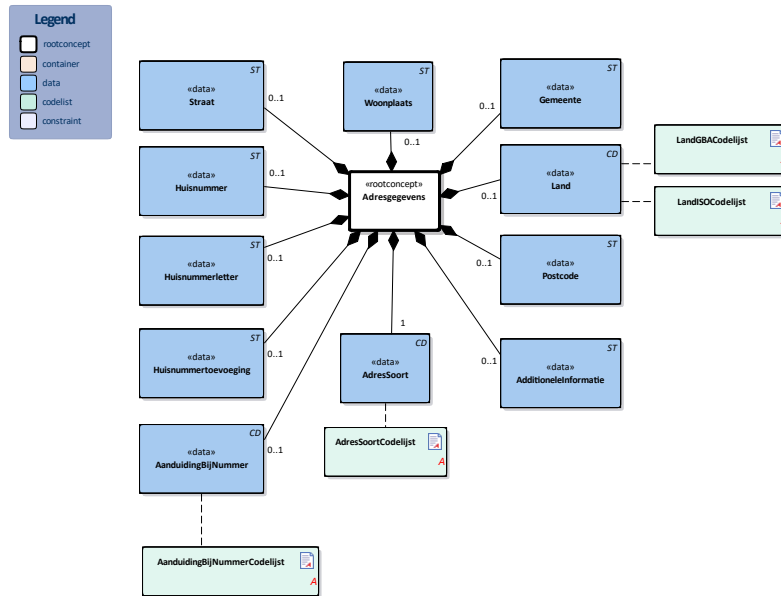 Legend
rootconcept
container
data
codelist
constraint
ST
«data»
Straat
0..1
ST
«data»
Woonplaats
0..1
ST
«data»
Gemeente
0..1
ST
«data»
Huisnummer
0..1
«rootconcept»
Adresgegevens
CD
«data»
Land
0..1
LandGBACodelijst
LandISOCodelijst
ST
«data»
Huisnummerletter
0..1
ST
«data»
Postcode
0..1
ST
«data»
Huisnummertoevoeging
0..1
1
CD
«data»
AdresSoort
ST
«data»
AdditioneleInformatie
0..1
CD
«data»
AanduidingBijNummer
0..1
AdresSoortCodelijst
A
AanduidingBijNummerCodelijst
A